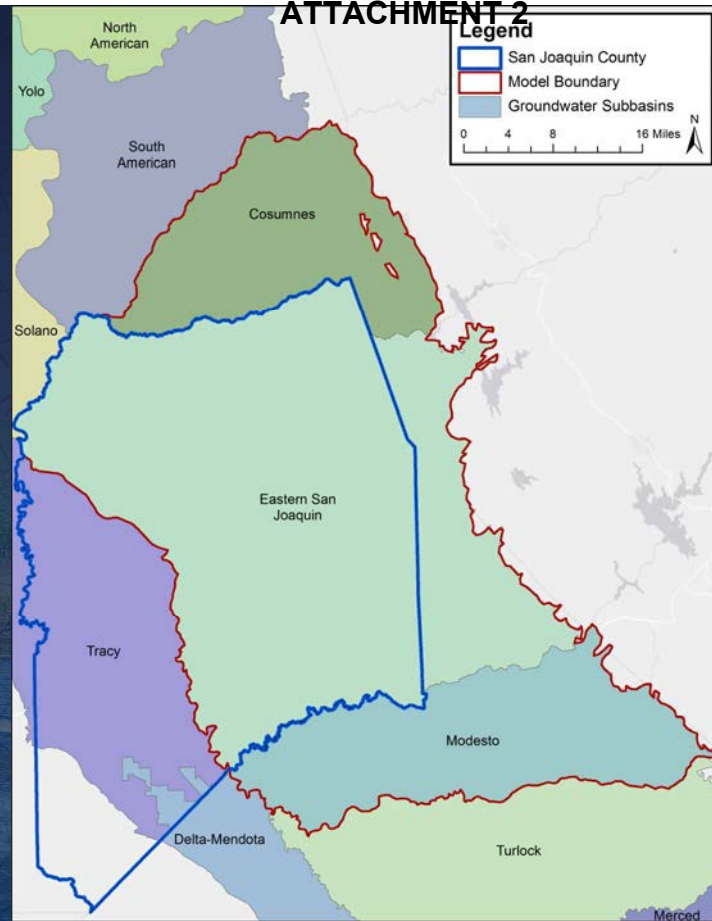 ATTACHMENT 2
Legend
San Joaquin County
Model Boundary
Groundwater Subbasins
0 4 8 16 Miles
N
North
American
Yolo
South
American
Cosumnes
Solano
Eastern San
Joaquin
Tracy
Modesto
Delta-Mendota
Turlock
Merced